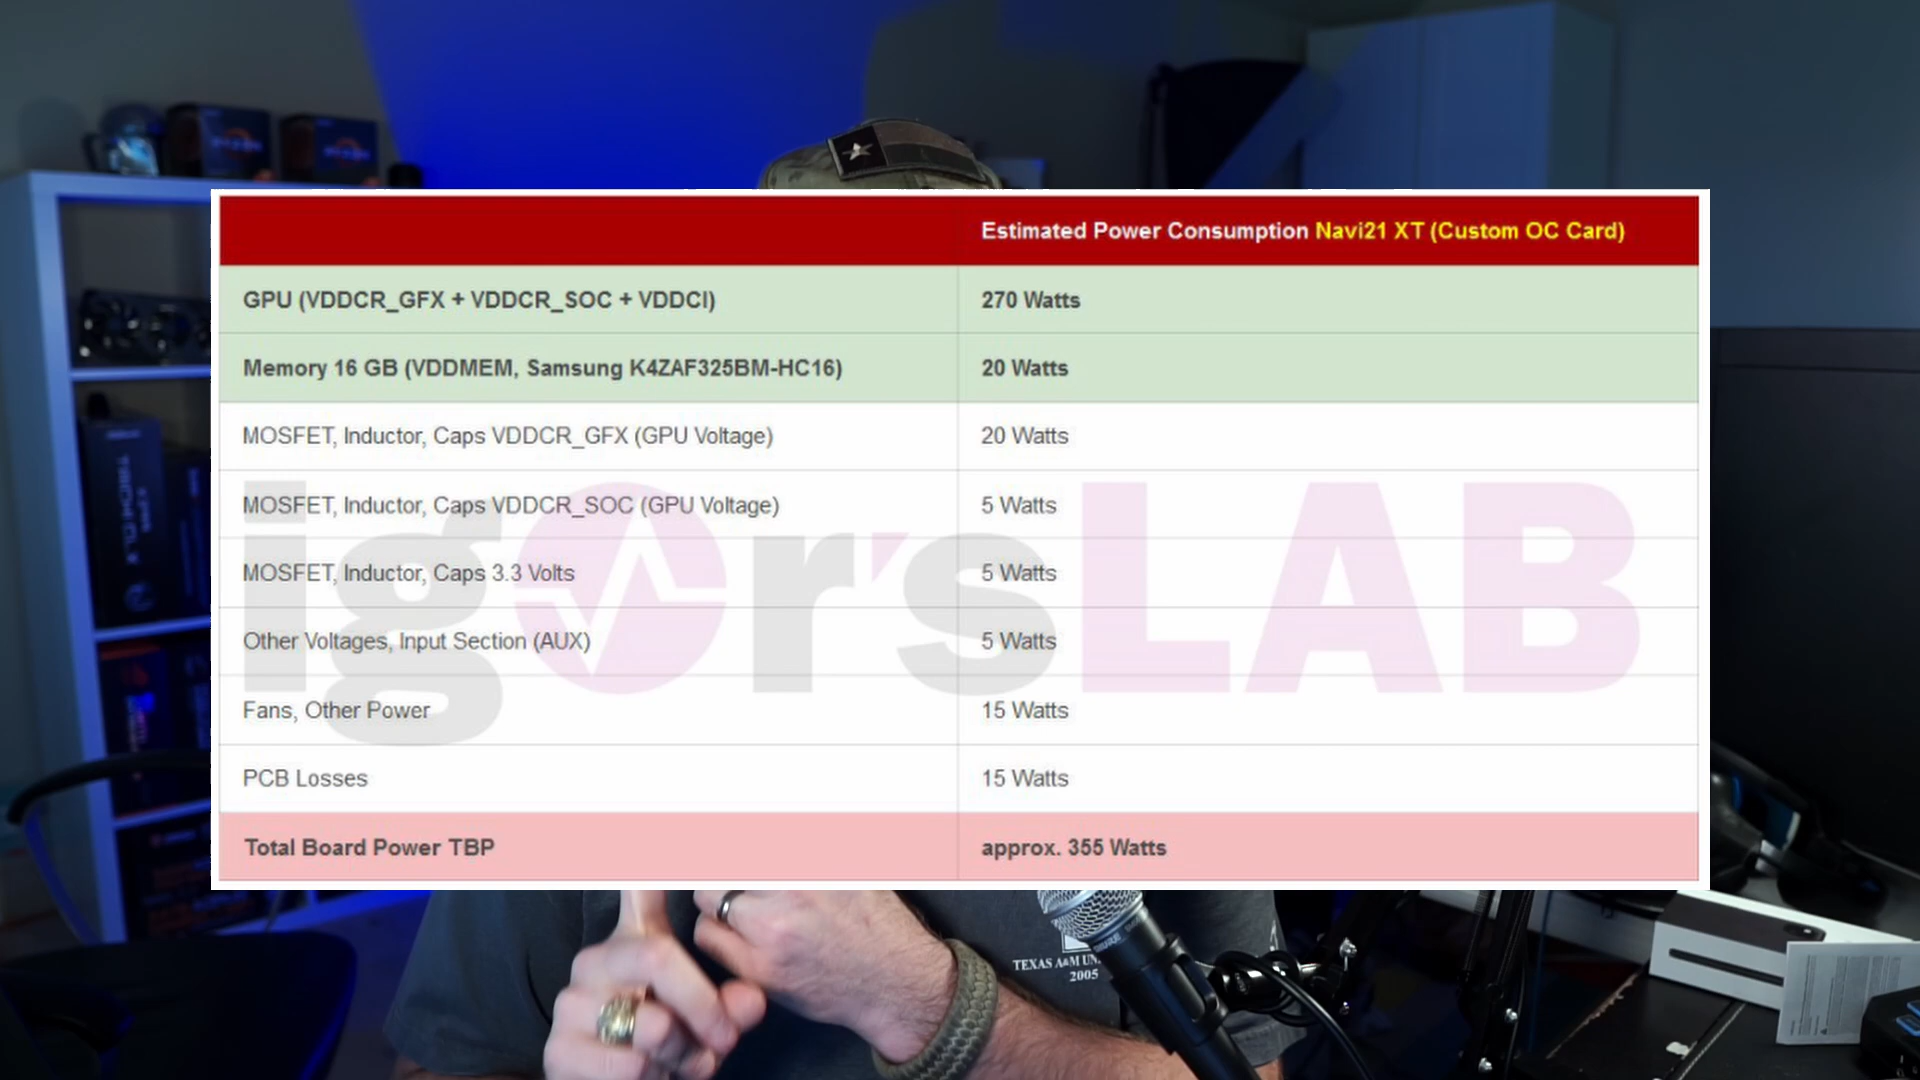 Estimated Power Consumption Navi21 XT (Custom OC Card)
GPU (VDDCR_GFX + VDDCR_SOC + VDDCI) 270 Watts
Memory 16 GB (VDDMEM, Samsung K4ZAF325BM-HC16) 20 Watts
MOSFET, Inductor, Caps VDDCR_GFX (GPU Voltage) 20 Watts
MOSFET, Inductor, Caps VDDCR_SOC (GPU Voltage) 5 Watts
MOSFET, Inductor, Caps 3.3 Volts 5 Watts
Other Voltages, Input Section (AUX) 5 Watts
Fans, Other Power 15 Watts
PCB Losses 15 Watts
Total Board Power TBP approx. 355 Watts
igor'sLAB
TEXAS A&M
2005